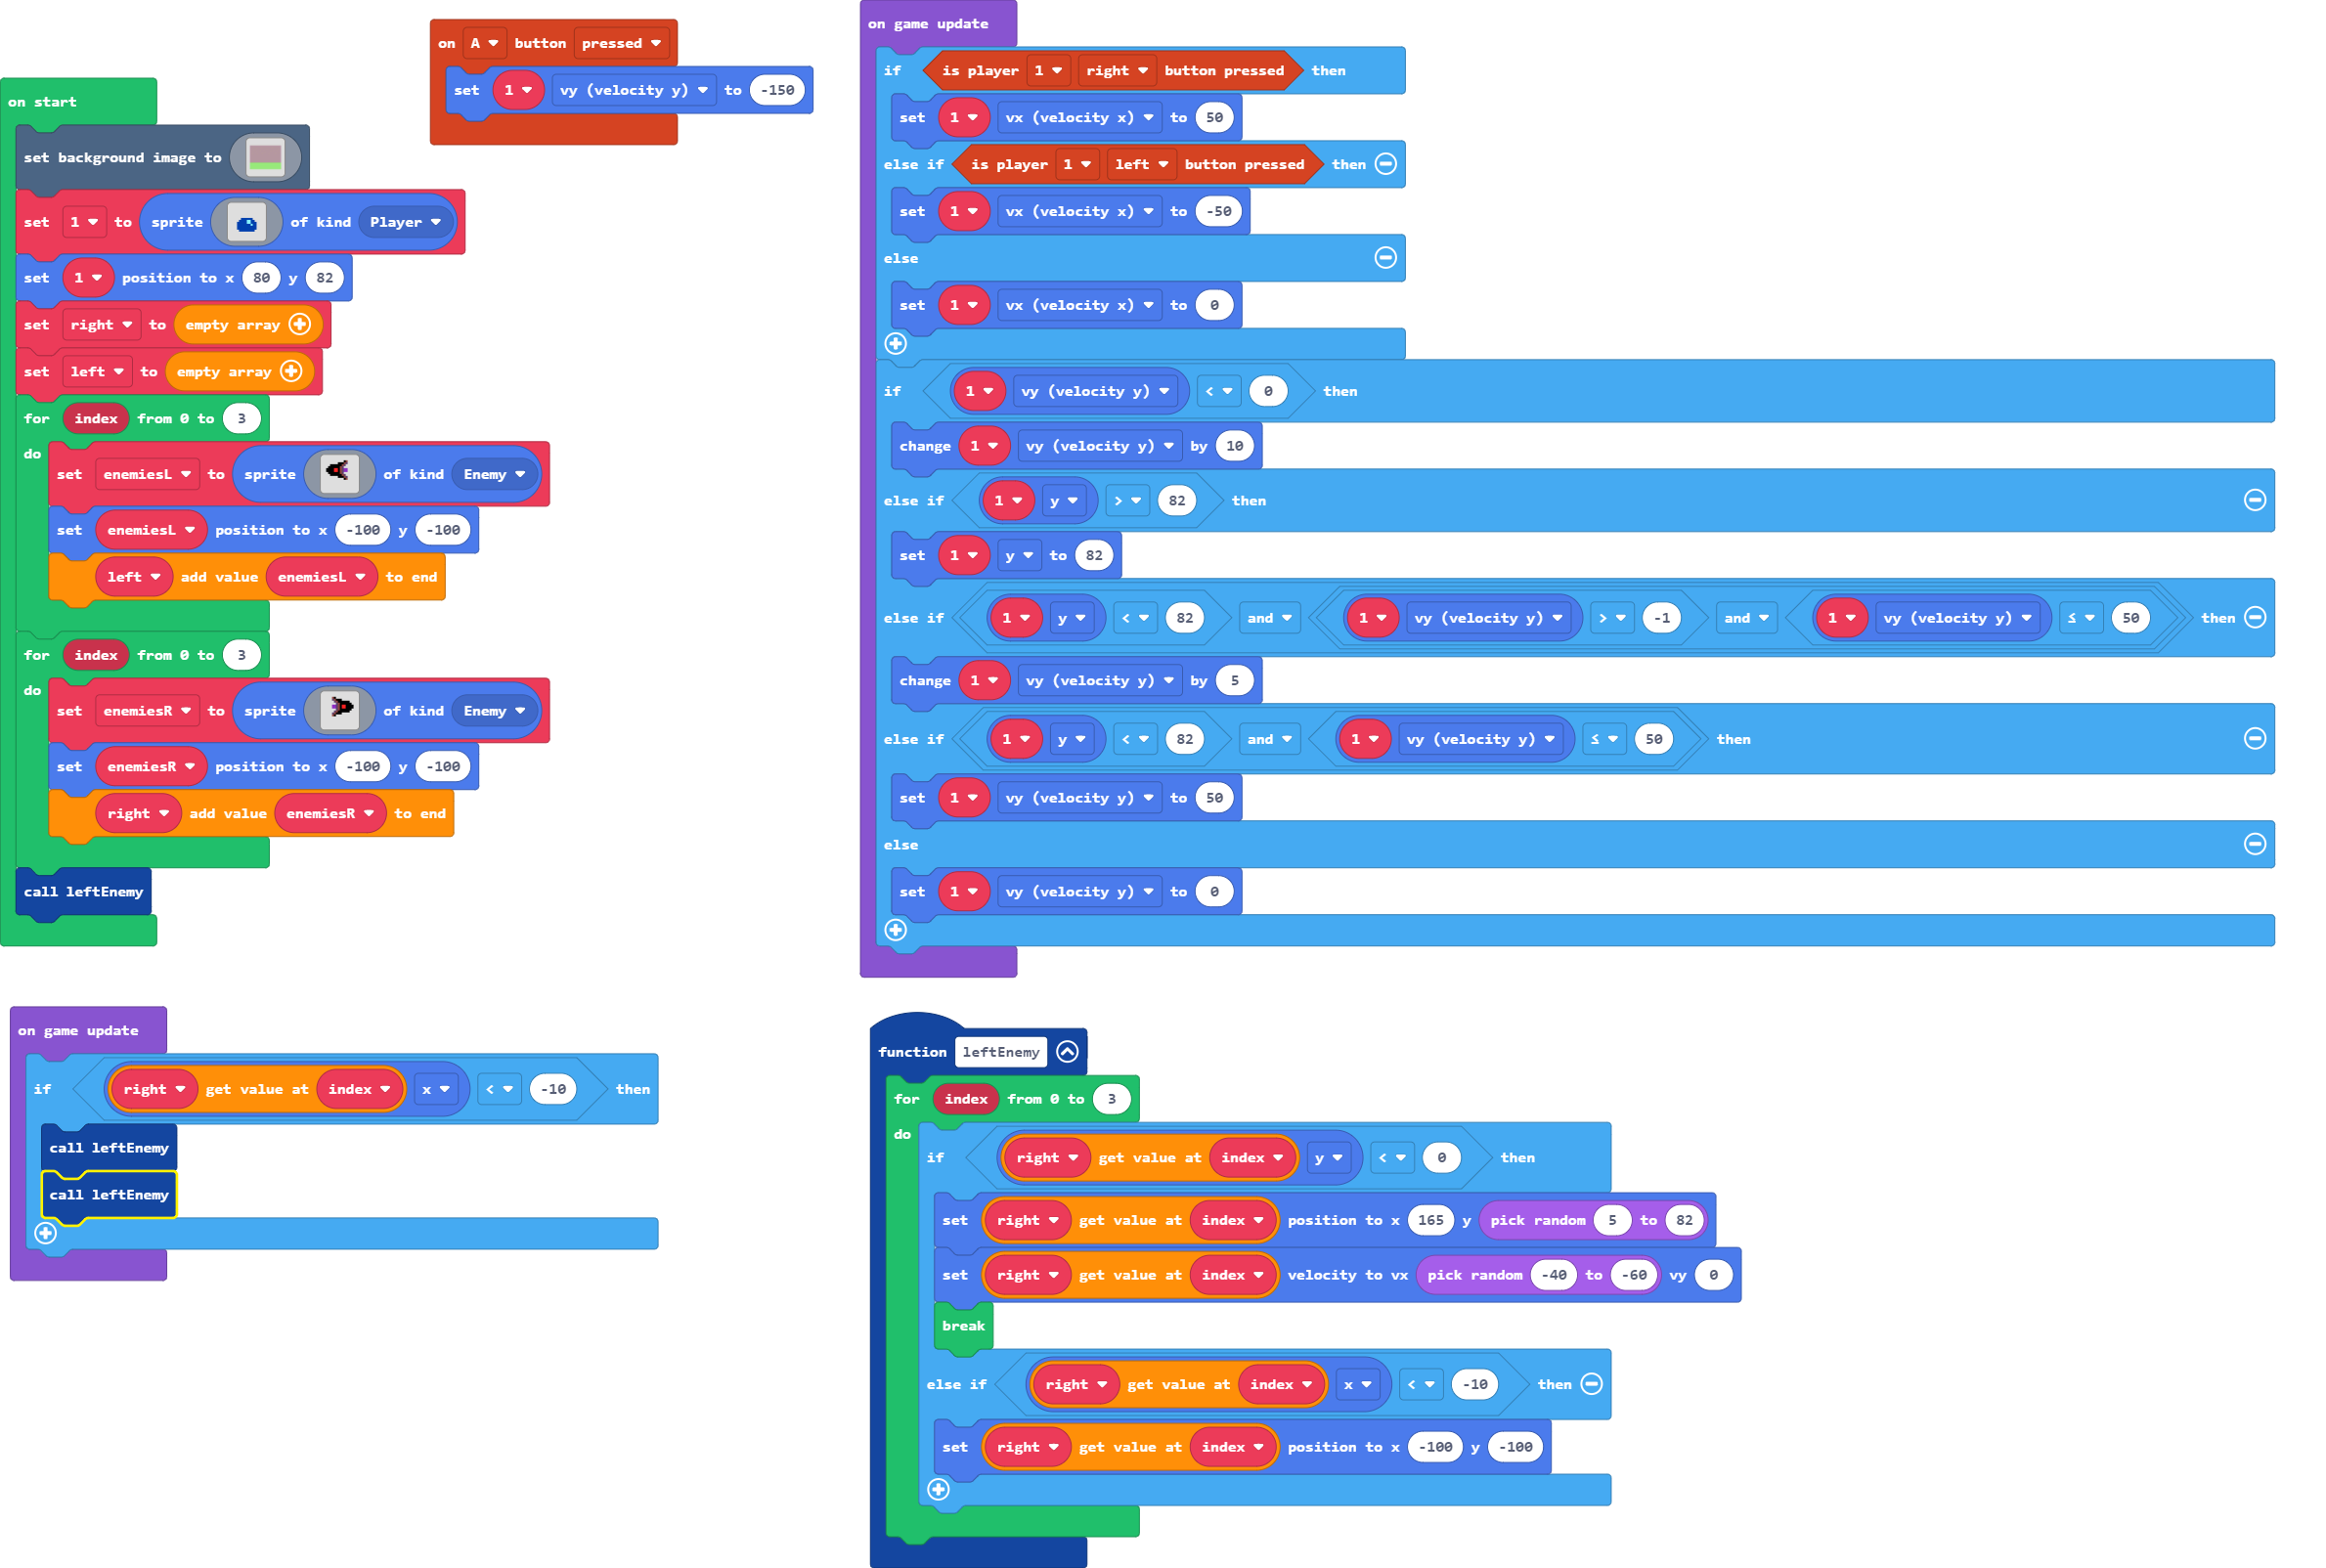 on A button pressed
set 1 vy (velocity y) to -150
on start
set background image to
set 1 to sprite of kind Player
set 1 position to x 80 y 82
set right to empty array
set left to empty array
for index from 0 to 3
do
set enemiesL to sprite of kind Enemy
set enemiesL position to x -100 y -100
left add value enemiesL to end
for index from 0 to 3
do
set enemiesR to sprite of kind Enemy
set enemiesR position to x -100 y -100
right add value enemiesR to end
call leftEnemy
on game update
if is player 1 right button pressed then
set 1 vx (velocity x) to 50
else if is player 1 left button pressed then
set 1 vx (velocity x) to -50
else
set 1 vx (velocity x) to 0
if 1 vy (velocity y) < 0 then
change 1 vy (velocity y) by 10
else if 1 y > 82 then
set 1 y to 82
else if 1 y < 82 and 1 vy (velocity y) > -1 and 1 vy (velocity y) ≤ 50 then
change 1 vy (velocity y) by 5
else if 1 y < 82 and 1 vy (velocity y) ≤ 50 then
set 1 vy (velocity y) to 50
else
set 1 vy (velocity y) to 0
on game update
if right get value at index x < -10 then
call leftEnemy
call leftEnemy
function leftEnemy
for index from 0 to 3
do
if right get value at index y < 0 then
set right get value at index position to x 165 y pick random 5 to 82
set right get value at index velocity to vx pick random -40 to -60 vy 0
break
else if right get value at index x < -10 then
set right get value at index position to x -100 y -100